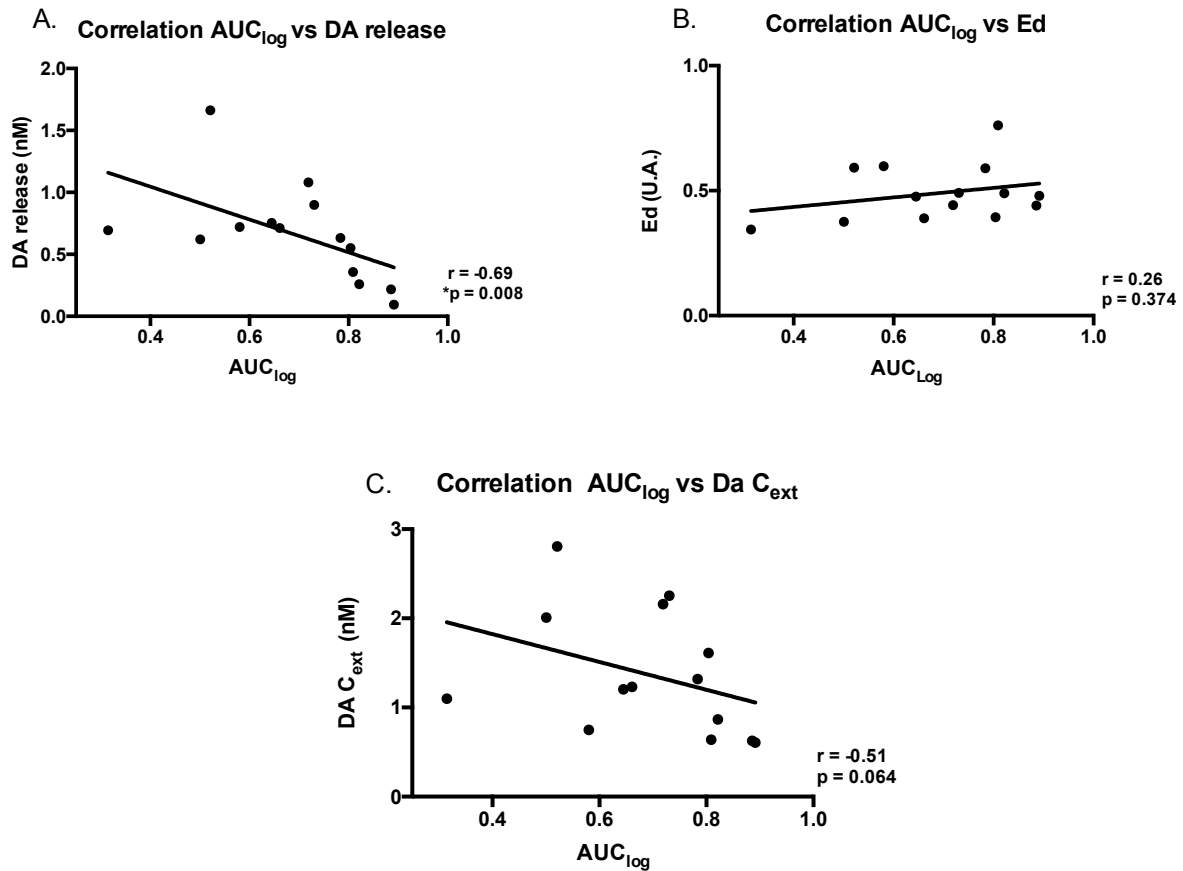 A.
Correlation AUClog vs DA release
2.0
1.5
1.0
0.5
0.0
DA release (nM)
0.4 0.6 0.8 1.0
AUClog
r = -0.69
*p = 0.008
B.
Correlation AUClog vs Ed
1.0
0.5
0.0
Ed (U.A.)
0.4 0.6 0.8 1.0
AUCLog
r = 0.26
p = 0.374
C.
Correlation AUClog vs Da Cext
3
2
1
0
DA Cext (nM)
0.4 0.6 0.8 1.0
AUClog
r = -0.51
p = 0.064